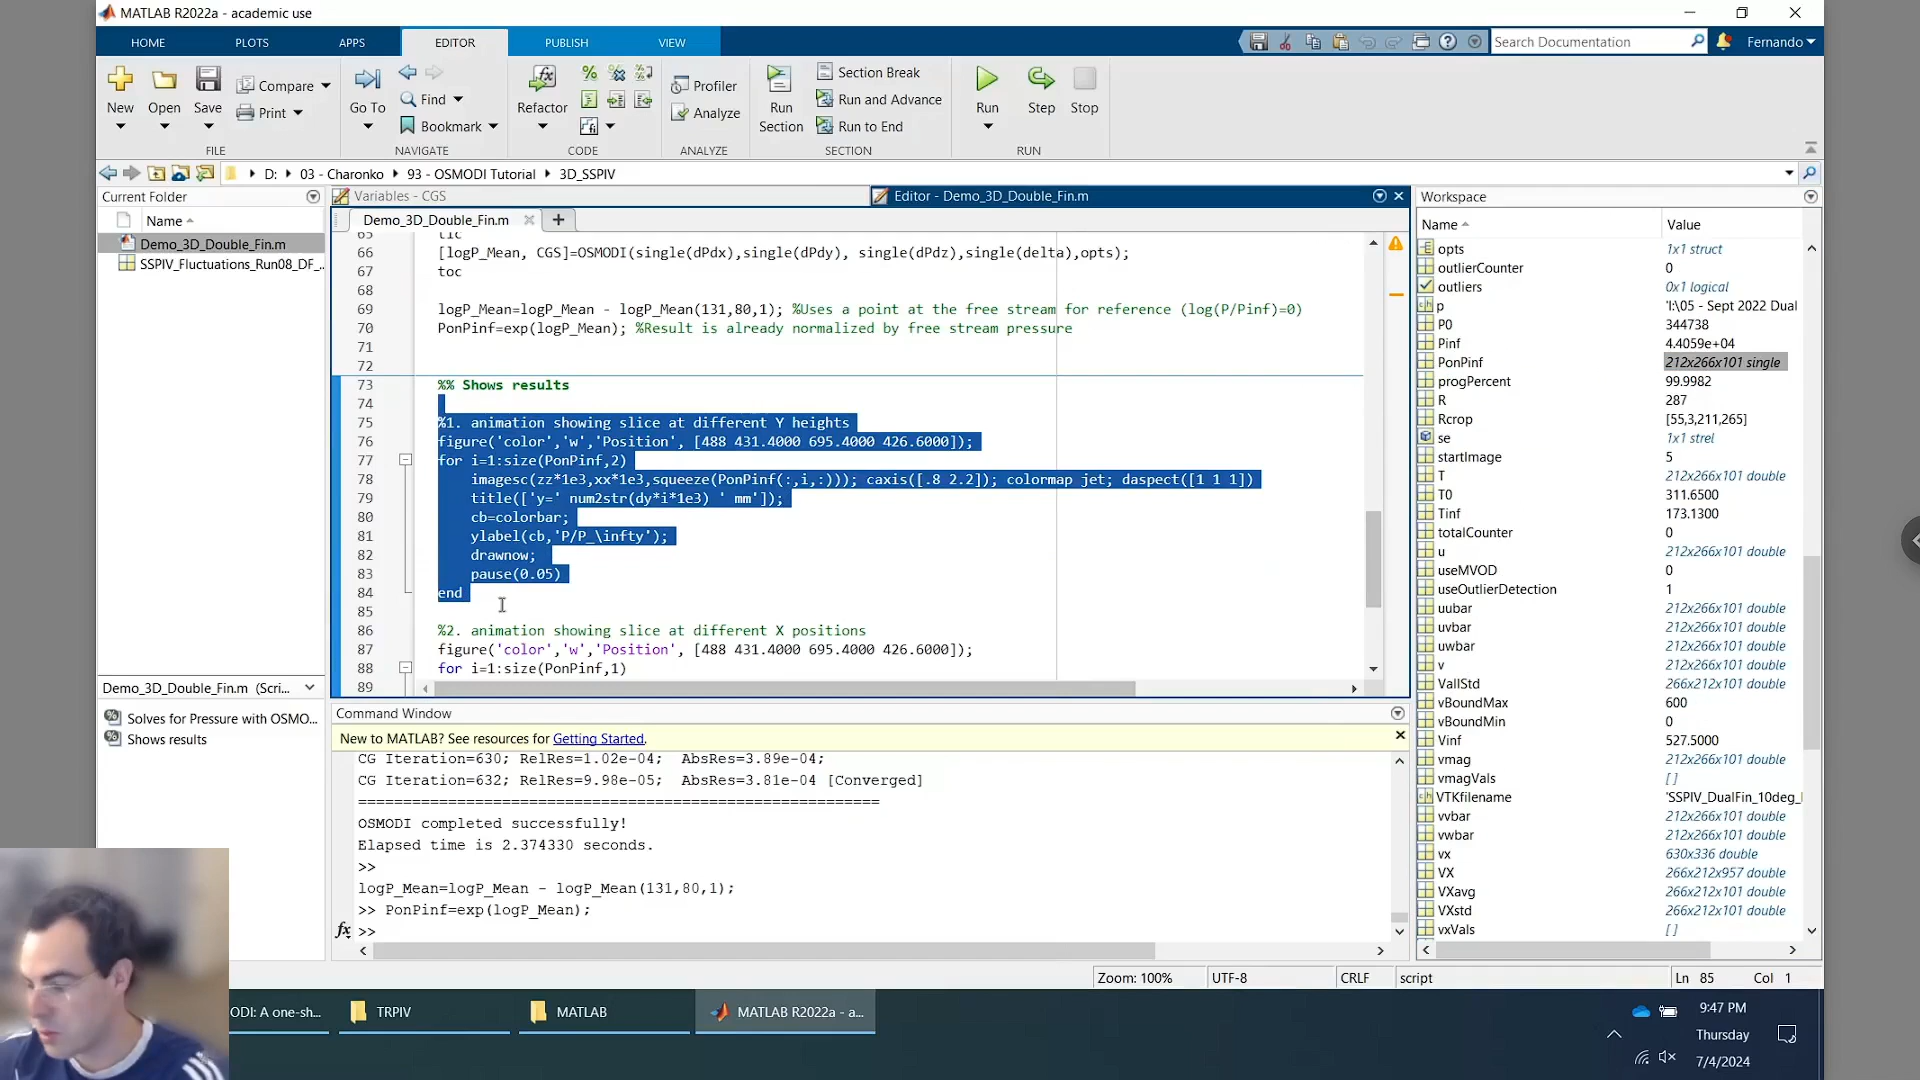 MATLAB R2022a - academic use
HOME
PLOTS
APPS
EDITOR
PUBLISH
VIEW
Search Documentation
Fernando
New
Open
Save
Compare
Print
FILE
Go To
Find
Bookmark
NAVIGATE
Refactor
CODE
Profiler
Analyze
ANALYZE
Run Section
Section Break
Run and Advance
Run to End
SECTION
Run
Step
Stop
RUN
D: ▸ 03 - Charonko ▸ 93 - OSMODI Tutorial ▸ 3D_SSPIV
Current Folder
Name
Demo_3D_Double_Fin.m
SSPIV_Fluctuations_Run08_DF_...
Demo_3D_Double_Fin.m (Scri...
Solves for Pressure with OSMO...
Shows results
Variables - CGS
Editor - Demo_3D_Double_Fin.m
Demo_3D_Double_Fin.m
65 tic
66 [logP_Mean, CGS]=OSMODI(single(dPdx),single(dPdy), single(dPdz),single(delta),opts);
67 toc
68
69 logP_Mean=logP_Mean - logP_Mean(131,80,1); %Uses a point at the free stream for reference (log(P/Pinf)=0)
70 PonPinf=exp(logP_Mean); %Result is already normalized by free stream pressure
71
72
73 %% Shows results
74
75 %1. animation showing slice at different Y heights
76 figure('color','w','Position', [488 431.4000 695.4000 426.6000]);
77 for i=1:size(PonPinf,2)
78 imagesc(zz*1e3,xx*1e3,squeeze(PonPinf(:,i,:))); caxis([.8 2.2]); colormap jet; daspect([1 1 1])
79 title(['y=' num2str(dy*i*1e3) ' mm']);
80 cb=colorbar;
81 ylabel(cb,'P/P_\infty');
82 drawnow;
83 pause(0.05)
84 end
85
86 %2. animation showing slice at different X positions
87 figure('color','w','Position', [488 431.4000 695.4000 426.6000]);
88 for i=1:size(PonPinf,1)
89
Command Window
New to MATLAB? See resources for Getting Started.
CG Iteration=630; RelRes=1.02e-04; AbsRes=3.89e-04;
CG Iteration=632; RelRes=9.98e-05; AbsRes=3.81e-04 [Converged]
===============================================================
OSMODI completed successfully!
Elapsed time is 2.374330 seconds.
>>
logP_Mean=logP_Mean - logP_Mean(131,80,1);
>> PonPinf=exp(logP_Mean);
fx >>
Workspace
Name Value
opts 1x1 struct
outlierCounter 0
outliers 0x1 logical
p 'I:\05 - Sept 2022 Dual
P0 344738
Pinf 4.4059e+04
PonPinf 212x266x101 single
progPercent 99.9982
R 287
Rcrop [55,3,211,265]
se 1x1 strel
startImage 5
T 212x266x101 double
T0 311.6500
Tinf 173.1300
totalCounter 0
u 212x266x101 double
useMVOD 0
useOutlierDetection 1
uubar 212x266x101 double
uvbar 212x266x101 double
uwbar 212x266x101 double
v 212x266x101 double
VallStd 266x212x101 double
vBoundMax 600
vBoundMin 0
Vinf 527.5000
vmag 212x266x101 double
vmagVals []
VTKfilename 'SSPIV_DualFin_10deg_
vvbar 212x266x101 double
vwbar 212x266x101 double
vx 630x336 double
VX 266x212x957 double
VXavg 266x212x101 double
VXstd 266x212x101 double
vxVals []
Zoom: 100%
UTF-8
CRLF
script
Ln 85 Col 1
ODI: A one-sh...
TRPIV
MATLAB
MATLAB R2022a - a...
9:47 PM
Thursday
7/4/2024